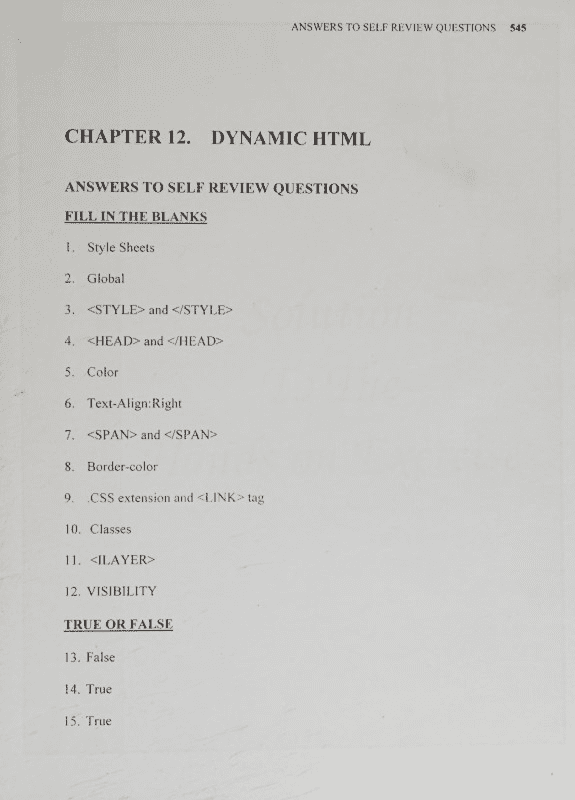 ANSWERS TO SELF REVIEW QUESTIONS 545
CHAPTER 12. DYNAMIC HTML
ANSWERS TO SELF REVIEW QUESTIONS
FILL IN THE BLANKS
1. Style Sheets
2. Global
3. <STYLE> and </STYLE>
4. <HEAD> and </HEAD>
5. Color
6. Text-Align:Right
7. <SPAN> and </SPAN>
8. Border-color
9. .CSS extension and <LINK> tag
10. Classes
11. <ILAYER>
12. VISIBILITY
TRUE OR FALSE
13. False
14. True
15. True